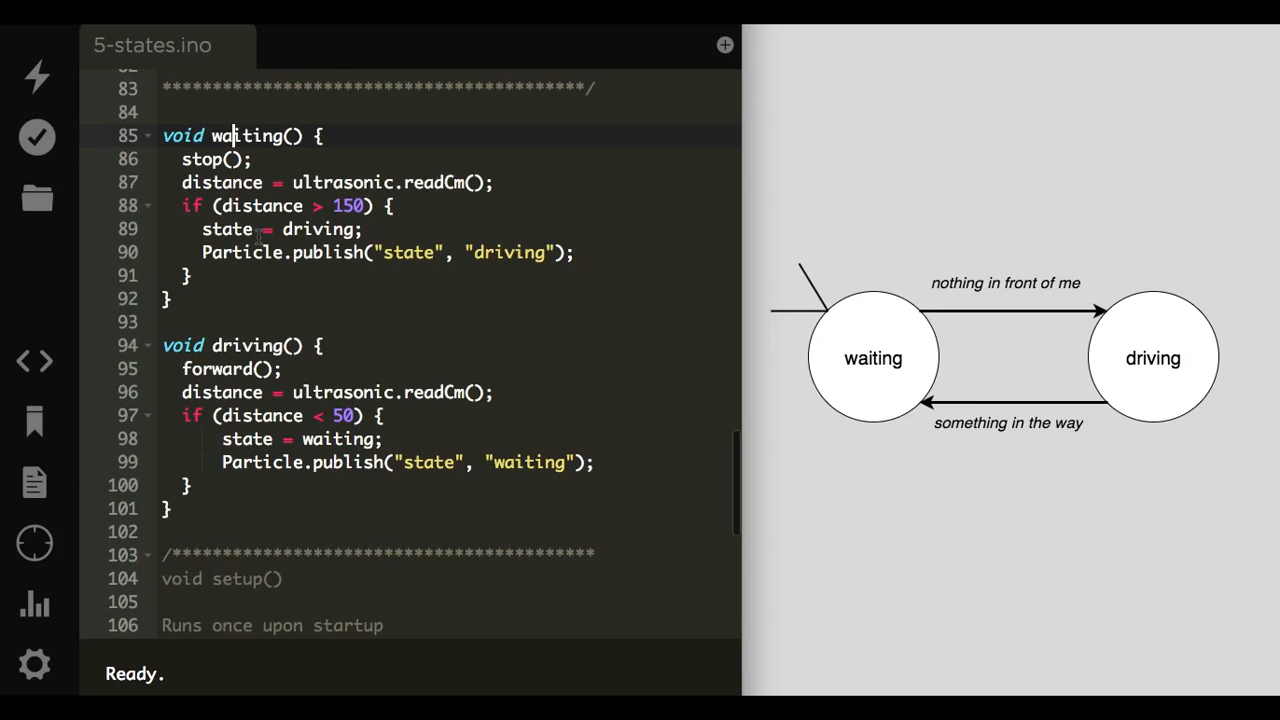 5-states.ino
82
83 ******************************************/
84
85 void waiting() {
86 stop();
87 distance = ultrasonic.readCm();
88 if (distance > 150) {
89 state = driving;
90 Particle.publish("state", "driving");
91 }
92 }
93
94 void driving() {
95 forward();
96 distance = ultrasonic.readCm();
97 if (distance < 50) {
98 state = waiting;
99 Particle.publish("state", "waiting");
100 }
101 }
102
103 /******************************************
104 void setup()
105
106 Runs once upon startup
Ready.
nothing in front of me
waiting
driving
something in the way